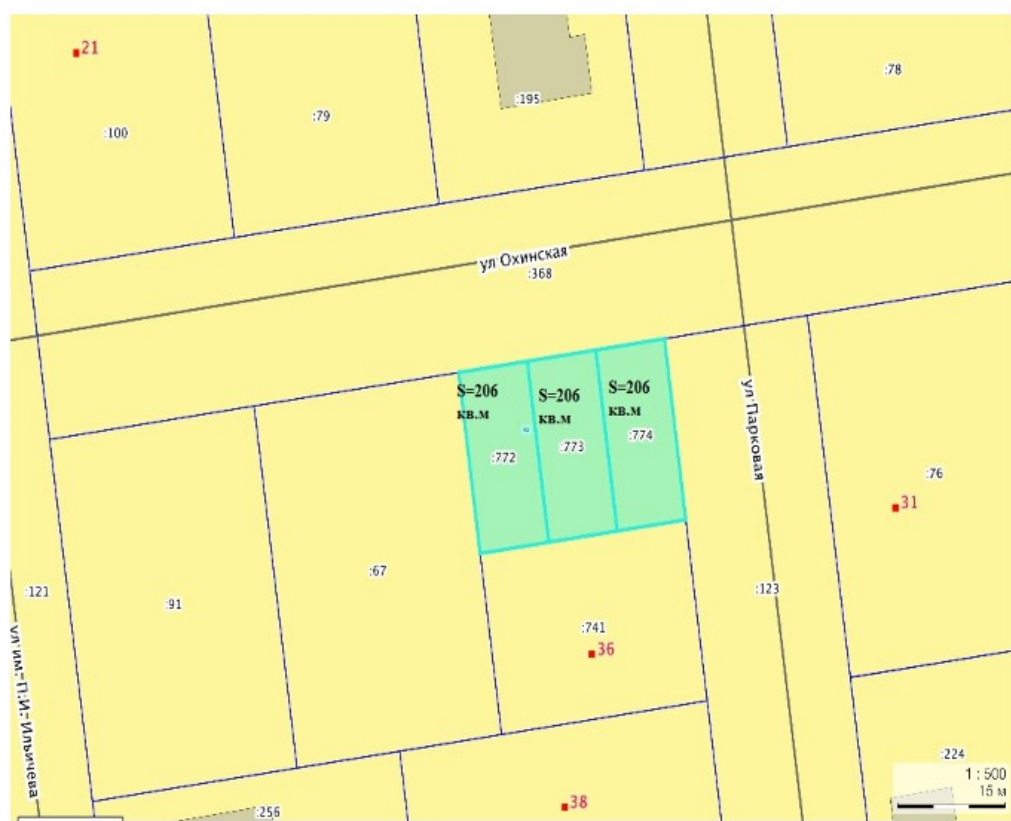 21
:78
:195
:79
:100
ул Охинская
:368
S=206
кв.м
:772
S=206
кв.м
:773
S=206
кв.м
:774
ул Парковая
:76
31
:67
:121
:91
:123
:741
36
ул им. П.И. Ильичева
:224
1 : 500
15 м
38
:256